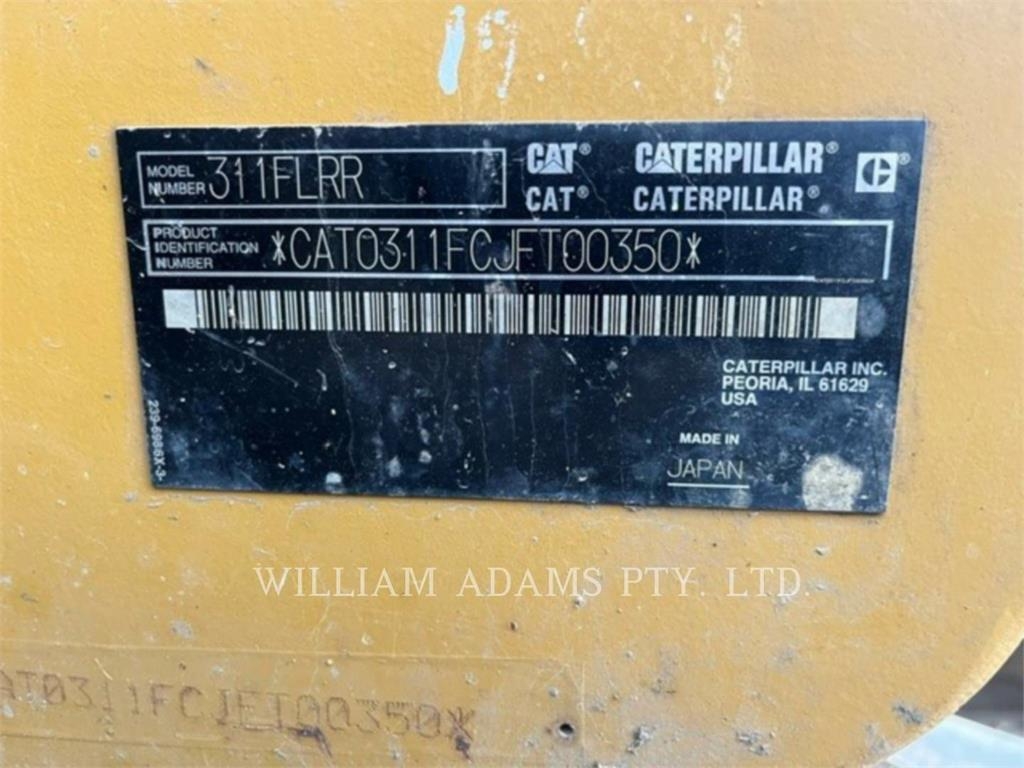 MODEL NUMBER 311FLRR
CAT® CATERPILLAR® C®
CAT® CATERPILLAR®
PRODUCT IDENTIFICATION NUMBER *CAT0311FCJFT00350*
CATERPILLAR INC.
PEORIA, IL 61629
USA
MADE IN
JAPAN
WILLIAM ADAMS PTY. LTD.
AT0311FCJFT00350*